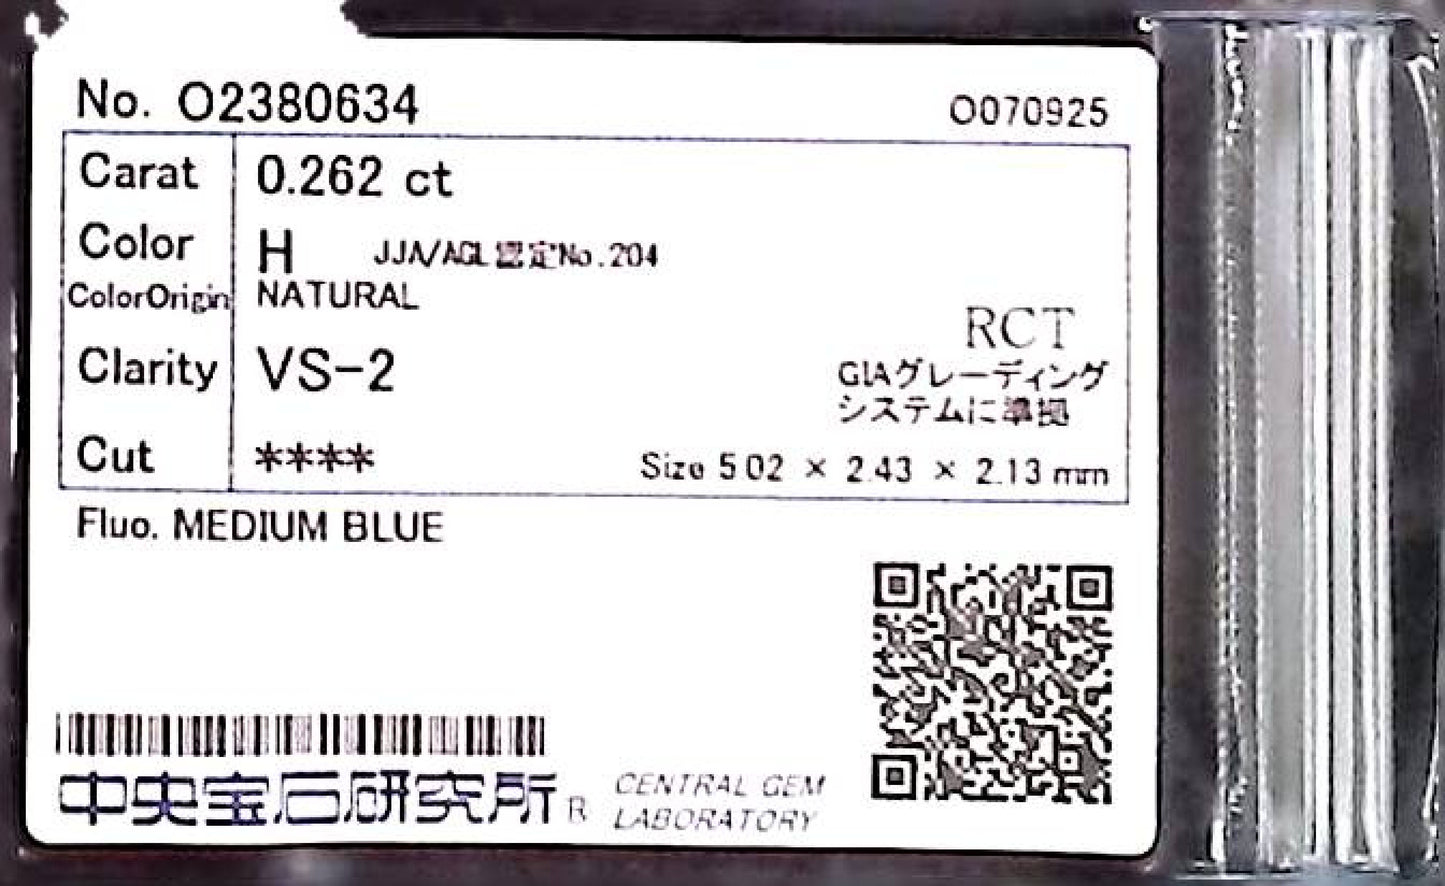 No. O2380634
O070925
Carat 0.262 ct
Color H JJA/AGL認定No.204
ColorOrigin NATURAL
RCT
Clarity VS-2
GIAグレーディング
システムに準拠
Cut ****
Size 5.02 × 2.43 × 2.13 mm
Fluo. MEDIUM BLUE
中央宝石研究所 R
CENTRAL GEM
LABORATORY